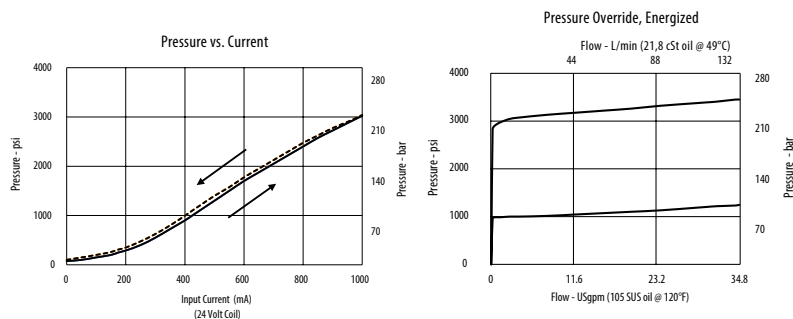 Pressure vs. Current
4000
3000
2000
1000
0
Pressure - psi
280
210
140
70
Pressure - bar
0 200 400 600 800 1000
Input Current (mA)
(24 Volt Coil)
Pressure Override, Energized
Flow - L/min (21,8 cSt oil @ 49°C)
44 88 132
4000
3000
2000
1000
0
Pressure - psi
280
210
140
70
Pressure - bar
0 11.6 23.2 34.8
Flow - USgpm (105 SUS oil @ 120°F)